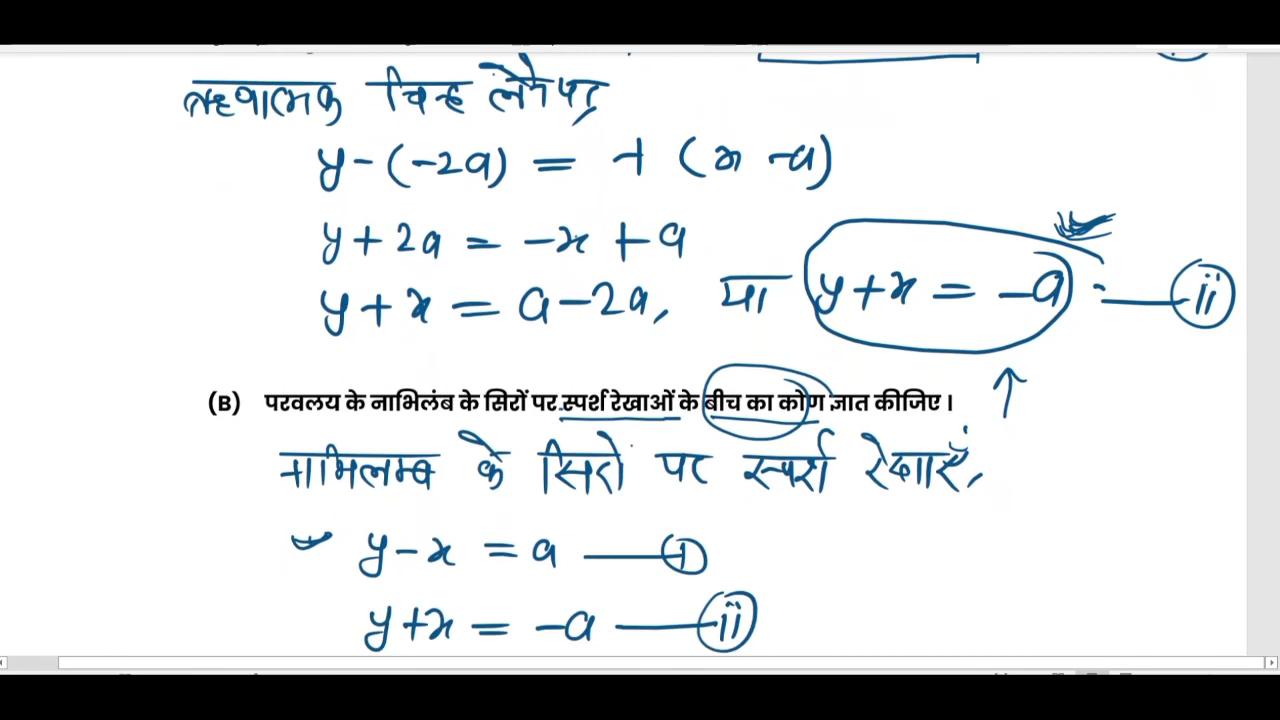 ऋणात्मक चिन्ह लेने पर,
y-(-2a) = + (x -a)
y+2a = -x +a
y+x = a-2a, या y+x = -a — ii
(B) परवलय के नाभिलंब के सिरों पर स्पर्श रेखाओं के बीच का कोण ज्ञात कीजिए ।
नाभिलम्ब के सिरो पर स्पर्श रेखाएँ,
y-x = a — i
y+x = -a — ii